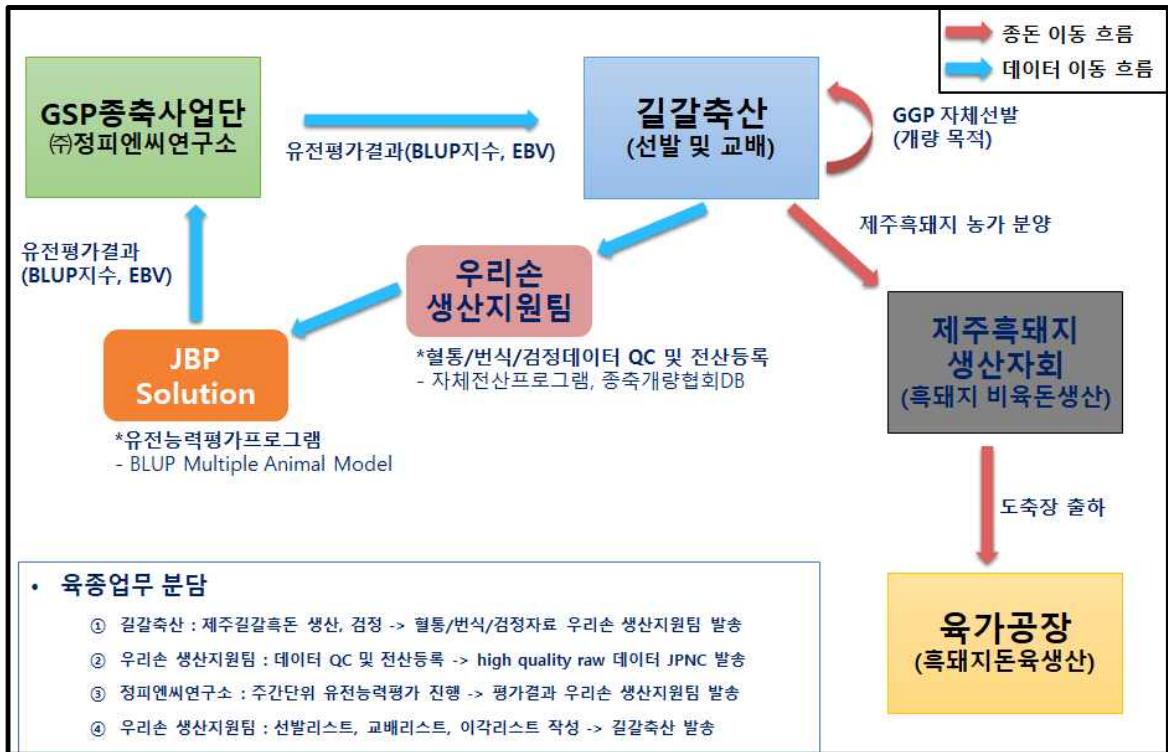 종돈 이동 흐름
데이터 이동 흐름
GSP종축사업단
㈜정피엔씨연구소
유전평가결과(BLUP지수, EBV)
길갈축산
(선발 및 교배)
GGP 자체선발
(개량 목적)
제주흑돼지 농가 분양
유전평가결과
(BLUP지수, EBV)
우리손
생산지원팀
*혈통/번식/검정데이터 QC 및 전산등록
- 자체전산프로그램, 종축개량협회DB
JBP
Solution
*유전능력평가프로그램
- BLUP Multiple Animal Model
제주흑돼지
생산자회
(흑돼지 비육돈생산)
도축장 출하
육가공장
(흑돼지돈육생산)
• 육종업무 분담
① 길갈축산 : 제주길갈흑돈 생산, 검정 -> 혈통/번식/검정자료 우리손 생산지원팀 발송
② 우리손 생산지원팀 : 데이터 QC 및 전산등록 -> high quality raw 데이터 JPNC 발송
③ 정피엔씨연구소 : 주간단위 유전능력평가 진행 -> 평가결과 우리손 생산지원팀 발송
④ 우리손 생산지원팀 : 선발리스트, 교배리스트, 이각리스트 작성 -> 길갈축산 발송